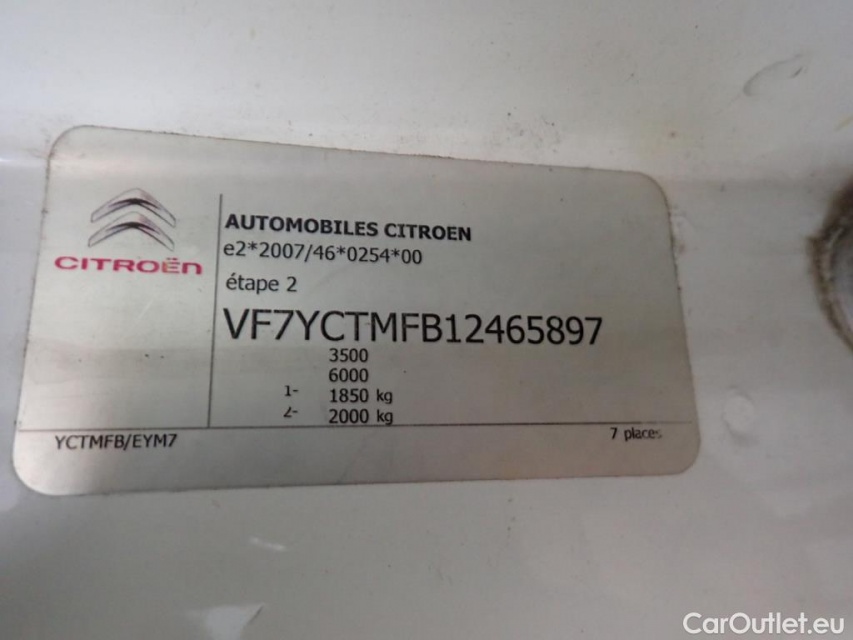 CITROËN
AUTOMOBILES CITROEN
e2*2007/46*0254*00
étape 2
VF7YCTMFB12465897
3500
6000
1- 1850 kg
2- 2000 kg
YCTMFB/EYM7
7 places
CarOutlet.eu